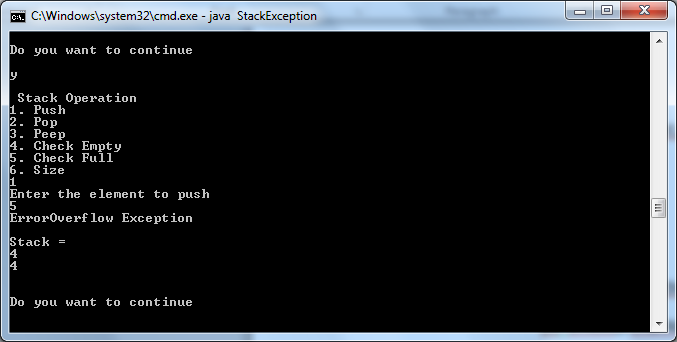 C:\Windows\system32\cmd.exe - java  StackException
Do you want to continue
y
Stack Operation
1. Push
2. Pop
3. Peep
4. Check Empty
5. Check Full
6. Size
1
Enter the element to push
5
ErrorOverflow Exception
Stack =
4
4
Do you want to continue